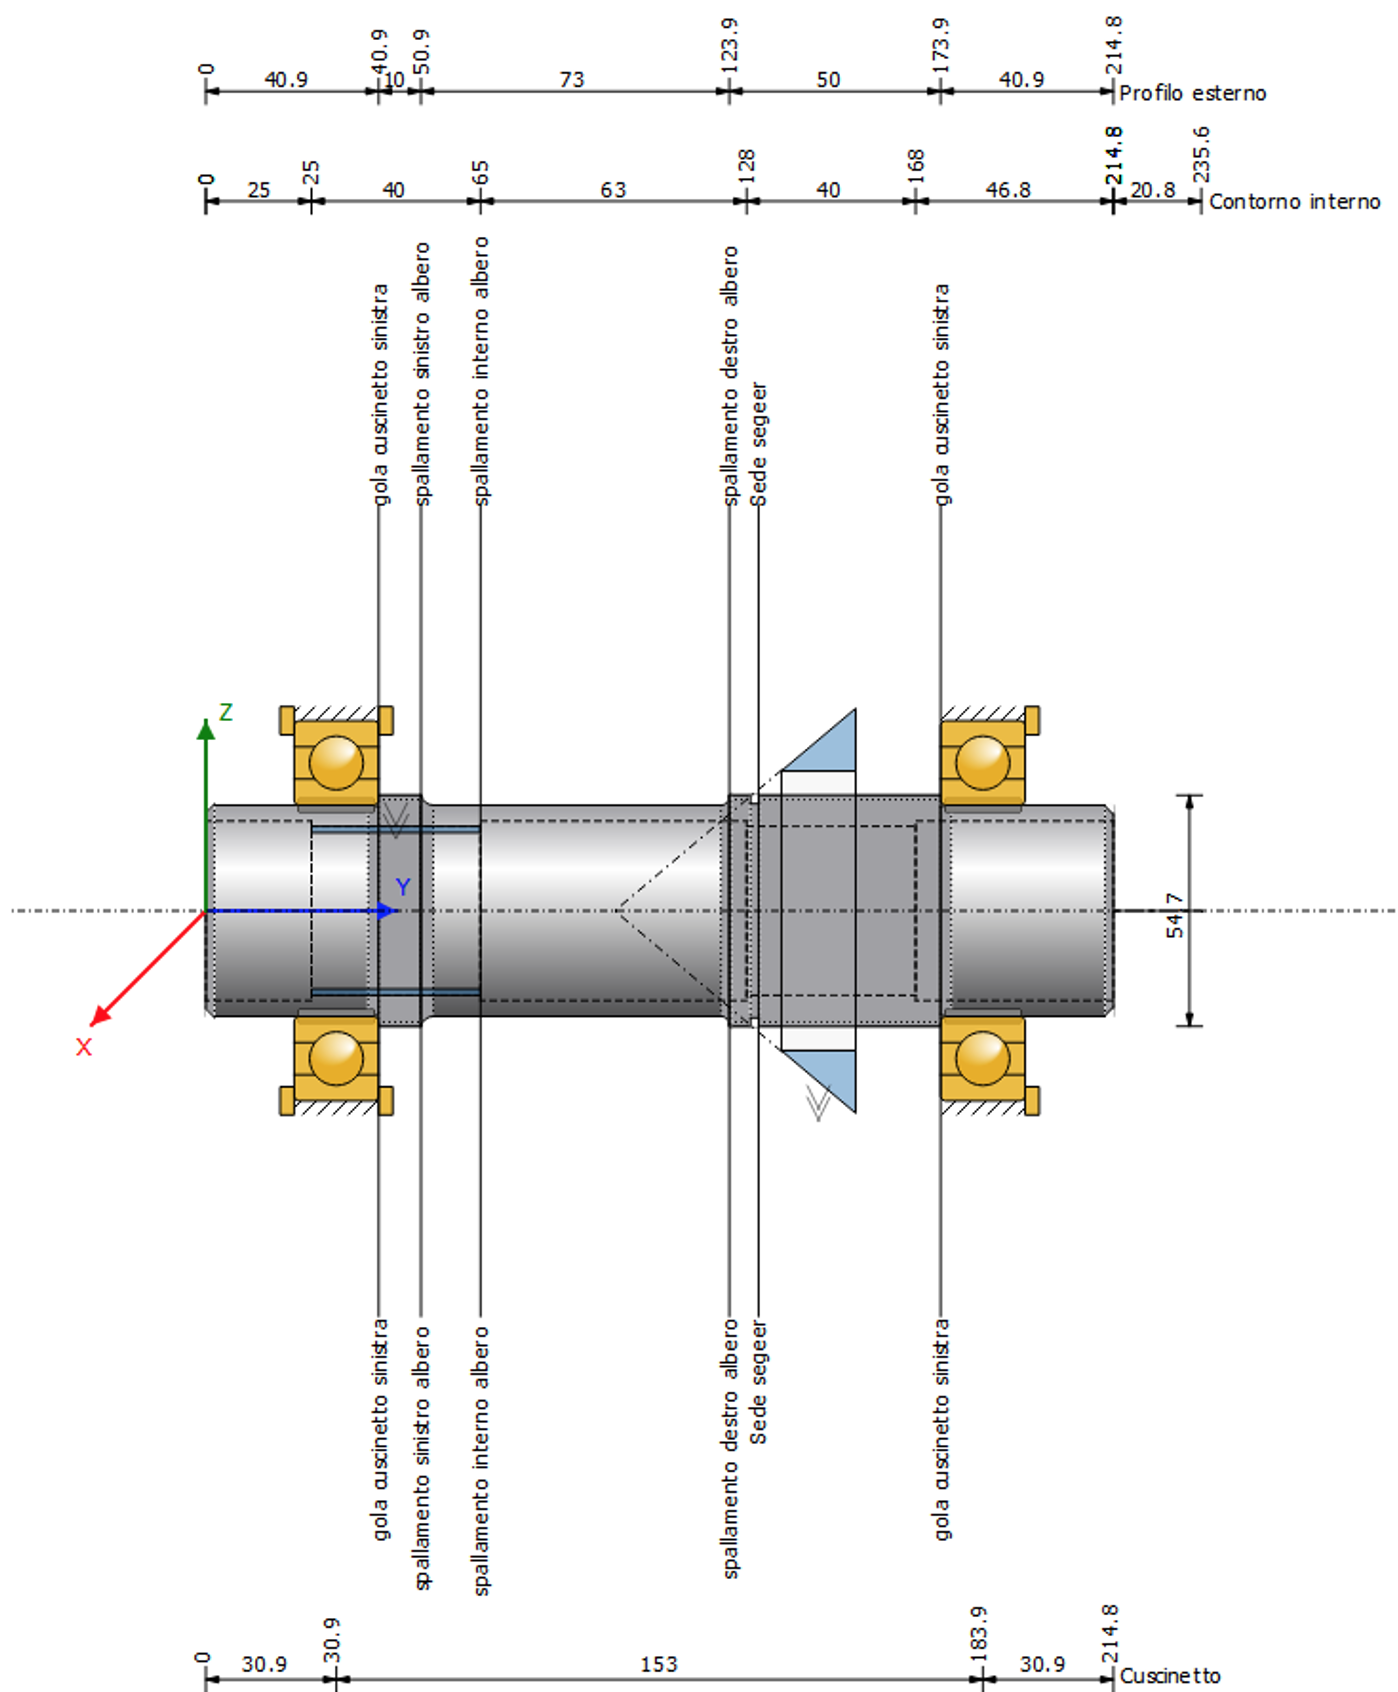 0
40.9
50.9
123.9
173.9
214.8
40.9
10
73
50
40.9
Profilo esterno
0
25
65
128
168
214.8
235.6
25
40
63
40
46.8
20.8
Contorno interno
gola cuscinetto sinistra
spallamento sinistro albero
spallamento interno albero
spallamento destro albero
Sede segeer
gola cuscinetto sinistra
Z
Y
X
54.7
gola cuscinetto sinistra
spallamento sinistro albero
spallamento interno albero
spallamento destro albero
Sede segeer
gola cuscinetto sinistra
0
30.9
183.9
214.8
30.9
153
30.9
Cuscinetto